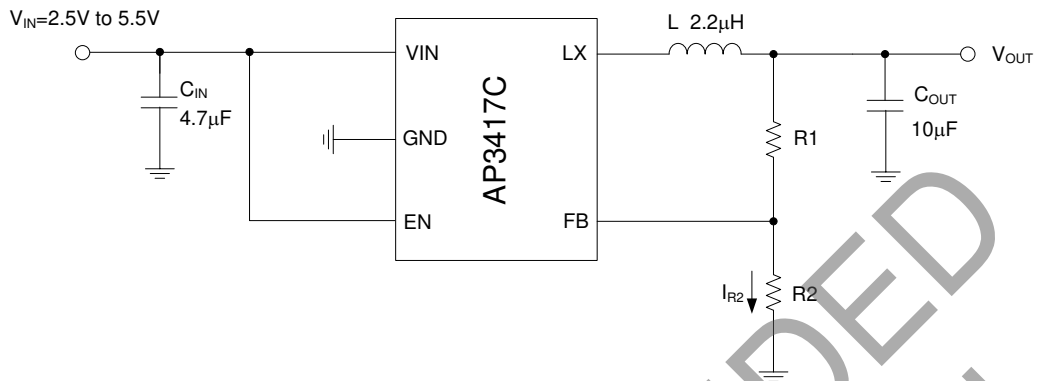 V_IN=2.5V to 5.5V
C_IN
4.7μF
VIN
GND
EN
AP3417C
LX
FB
L 2.2μH
R1
I_R2
R2
C_OUT
10μF
V_OUT
DED